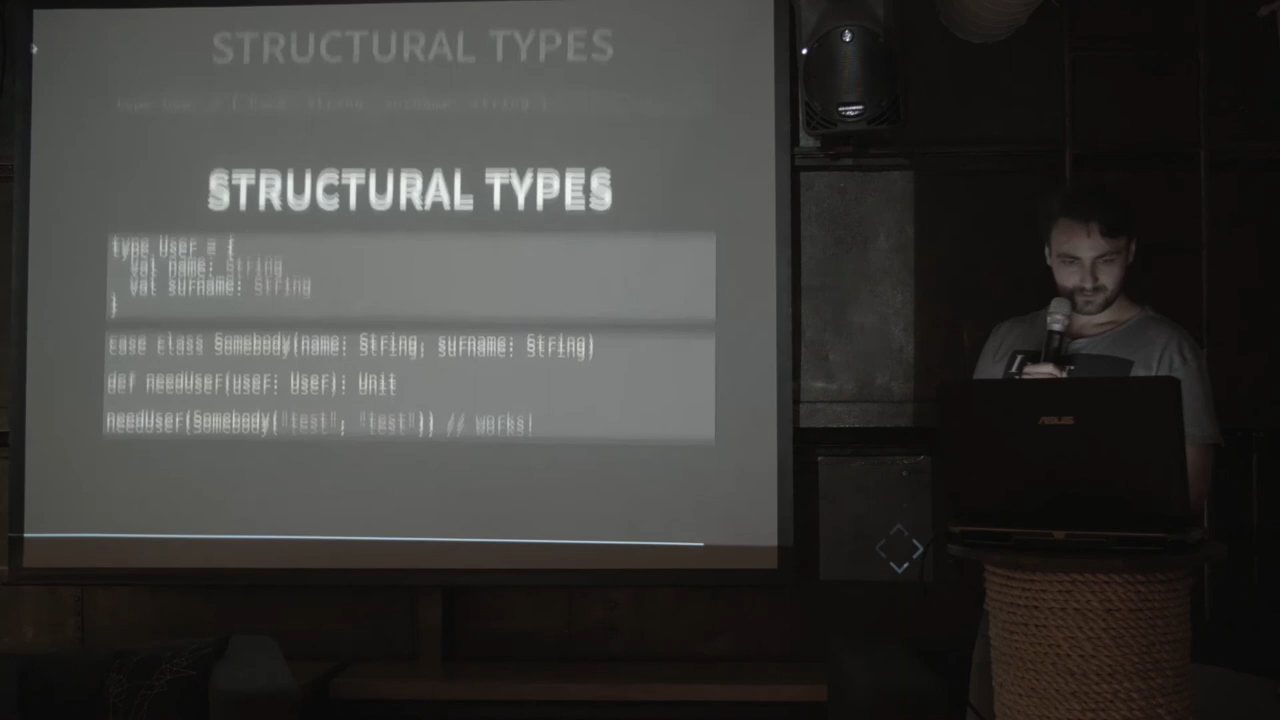 STRUCTURAL TYPES
STRUCTURAL TYPES
type User = {
val name: String
val surname: String
}
case class Somebody(name: String, surname: String)
def needUser(user: User): Unit
needUser(Somebody("test", "test")) // works!
ASUS